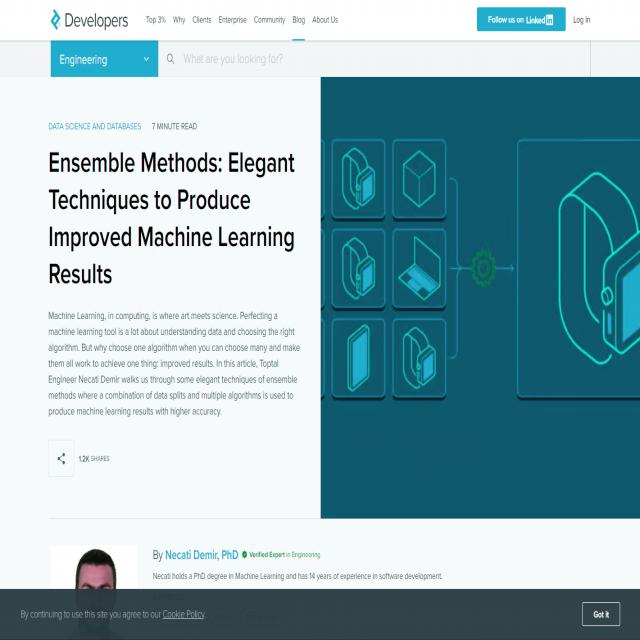 Developers
Top 3% Why Clients Enterprise Community Blog About Us
Follow us on LinkedIn
Log In
Engineering
What are you looking for?
DATA SCIENCE AND DATABASES 7 MINUTE READ
Ensemble Methods: Elegant
Techniques to Produce
Improved Machine Learning
Results
Machine Learning, in computing, is where art meets science. Perfecting a
machine learning tool is a lot about understanding data and choosing the right
algorithm. But why choose one algorithm when you can choose many and make
them all work to achieve one thing: improved results. In this article, Toptal
Engineer Necati Demir walks us through some elegant techniques of ensemble
methods where a combination of data splits and multiple algorithms is used to
produce machine learning results with higher accuracy.
1.2K SHARES
By Necati Demir, PhD Verified Expert in Engineering
Necati holds a PhD degree in Machine Learning and has 14 years of experience in software development.
By continuing to use this site you agree to our Cookie Policy.
Got it